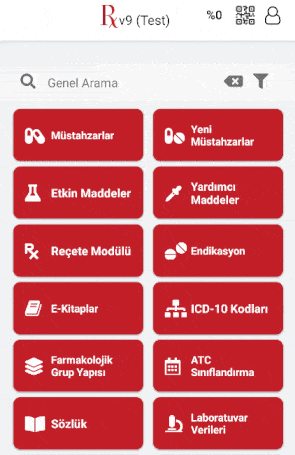 Rx v9 (Test) %0
Genel Arama
Müstahzarlar
Yeni
Müstahzarlar
Etkin Maddeler
Yardımcı
Maddeler
Reçete Modülü
Endikasyon
E-Kitaplar
ICD-10 Kodları
Farmakolojik
Grup Yapısı
ATC
Sınıflandırma
Sözlük
Laboratuvar
Verileri